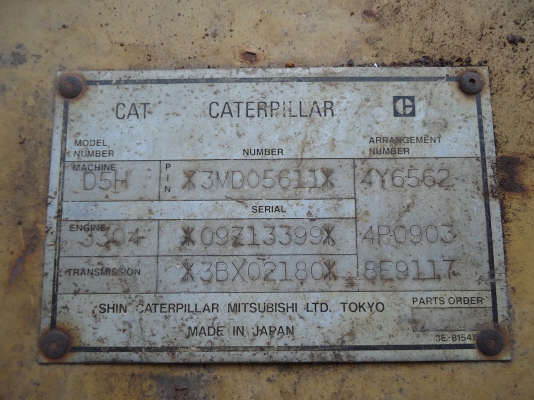 CAT CATERPILLAR C
MODEL NUMBER NUMBER ARRANGEMENT NUMBER
MACHINE D5H PIN X3MD05611X 4Y6562
SERIAL
ENGINE 3304 X09Z13399X 4P0903
TRANSMISSION X3BX02180X 8E9117
SHIN CATERPILLAR MITSUBISHI LTD. TOKYO PARTS ORDER
MADE IN JAPAN